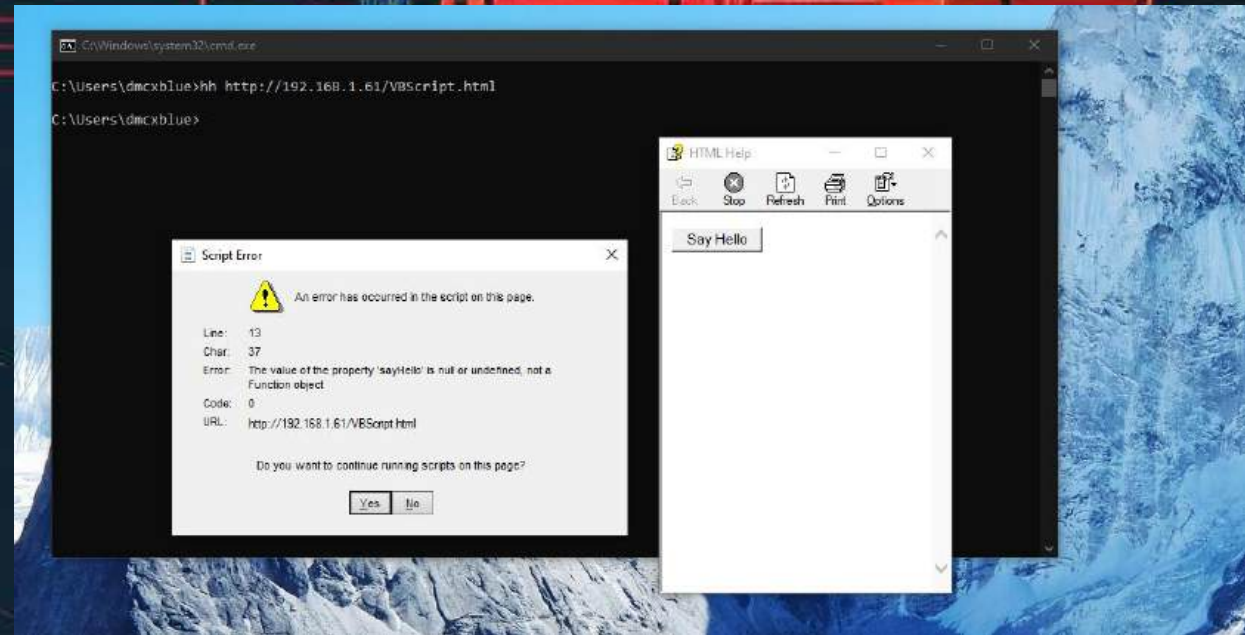 C:\Windows\system32\cmd.exe
C:\Users\dmcxblue>hh http://192.168.1.61/VBScript.html
C:\Users\dmcxblue>
HTML Help
Back Stop Refresh Print Options
Say Hello
Script Error
An error has occurred in the script on this page.
Line: 13
Char: 37
Error: The value of the property 'sayHello' is null or undefined, not a
Function object
Code: 0
URL: http://192.168.1.61/VBScript.html
Do you want to continue running scripts on this page?
Yes No